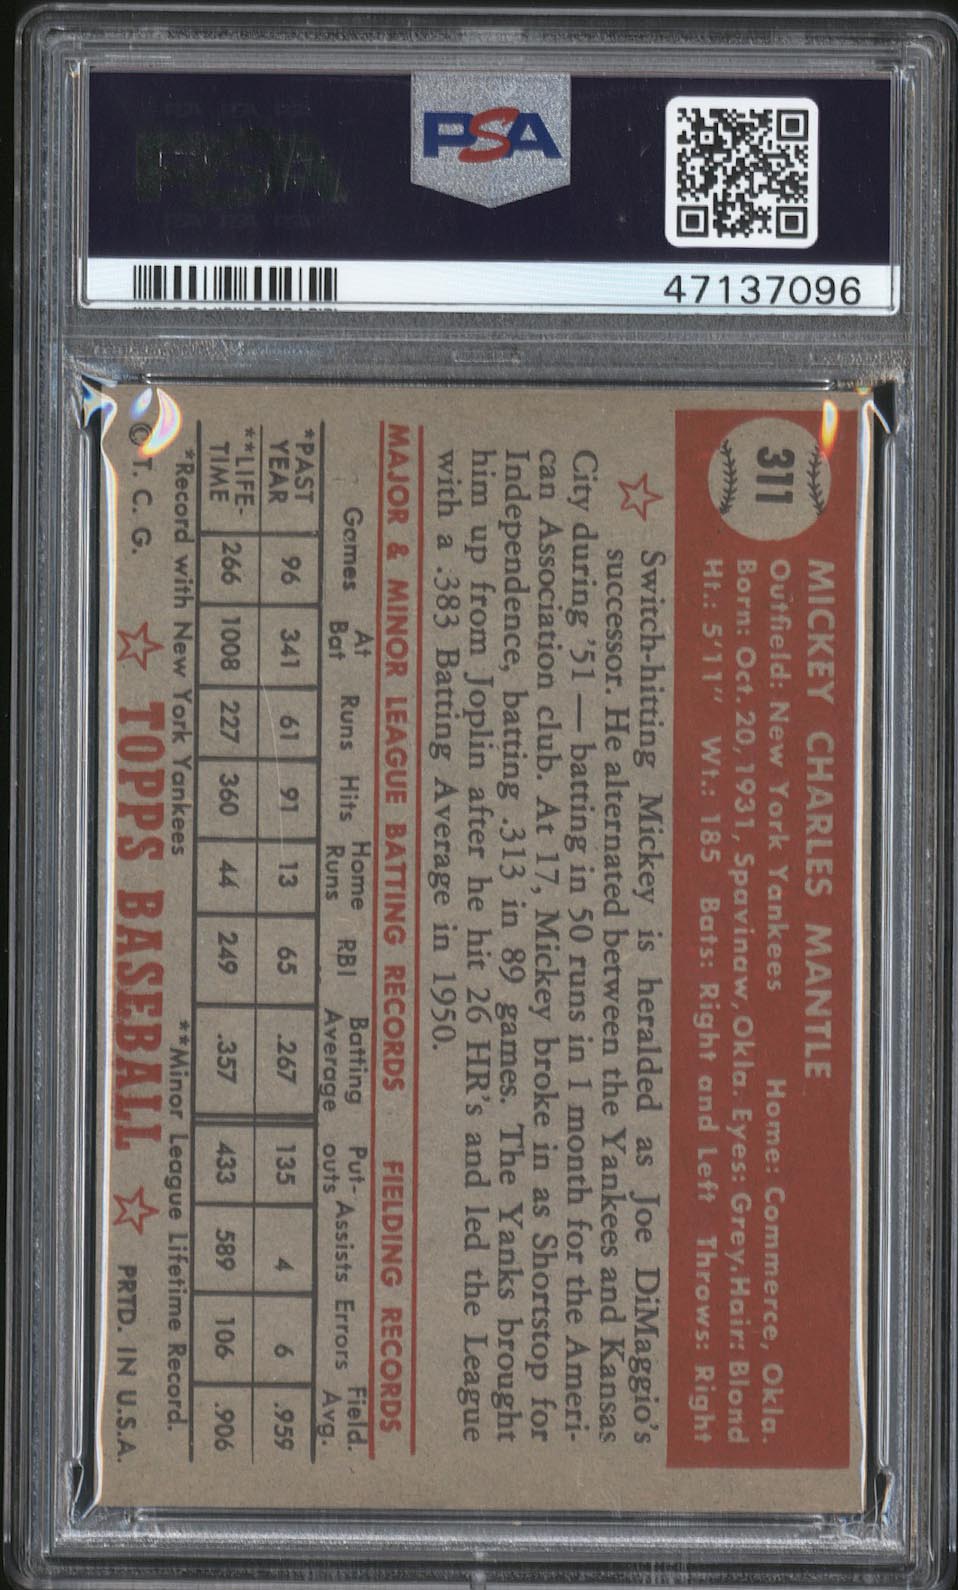 PSA
PSA
47137096
311
MICKEY CHARLES MANTLE
Outfield: New York Yankees Home: Commerce, Okla.
Born: Oct. 20, 1931, Spavinaw, Okla. Eyes: Grey, Hair: Blond
Ht.: 5'11" Wt.: 185 Bats: Right and Left Throws: Right
Switch-hitting Mickey is heralded as Joe DiMaggio's
successor. He alternated between the Yankees and Kansas
City during '51 — batting in 50 runs in 1 month for the Ameri-
can Association club. At 17, Mickey broke in as Shortstop for
Independence, batting .313 in 89 games. The Yanks brought
him up from Joplin after he hit 26 HR's and led the League
with a .383 Batting Average in 1950.
MAJOR & MINOR LEAGUE BATTING RECORDS FIELDING RECORDS
Games At Bat Runs Hits Home Runs RBI Batting Average Put-outs Assists Errors Field. Avg.
*PAST YEAR 96 341 61 91 13 65 .267 135 4 6 .959
**LIFE-TIME 266 1008 227 360 44 249 .357 433 589 106 .906
*Record with New York Yankees **Minor League Lifetime Record.
© T. C. G. TOPPS BASEBALL PRTD. IN U.S.A.